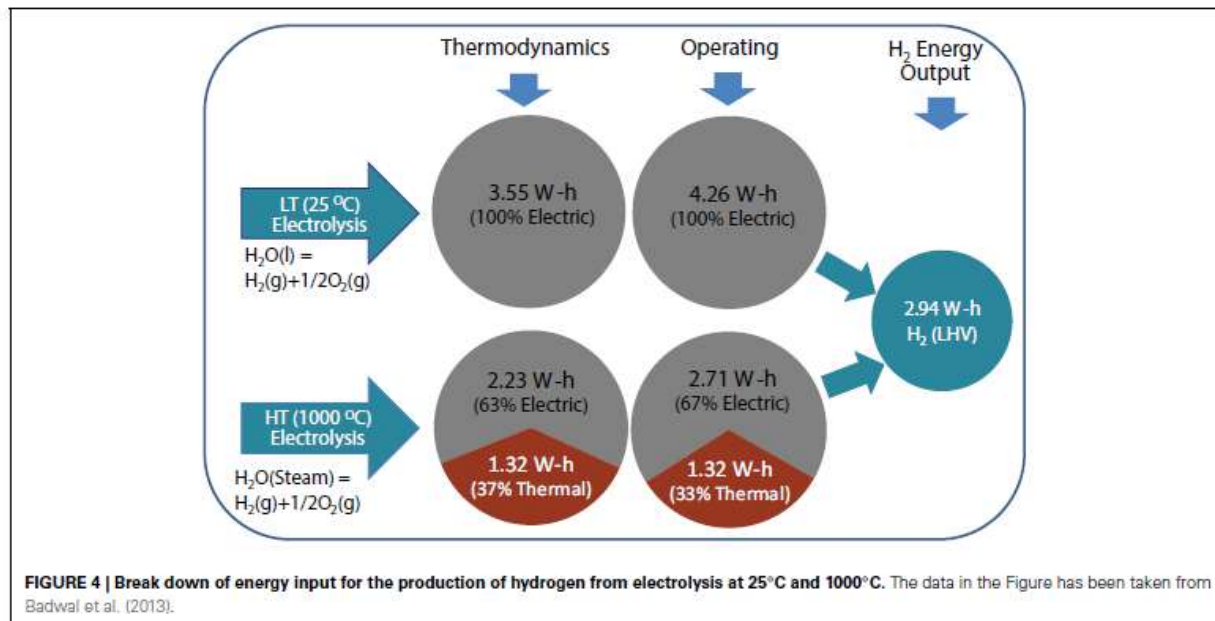 Thermodynamics
Operating
H₂ Energy
Output
LT (25 ⁰C)
Electrolysis
H₂O(l) =
H₂(g)+1/2O₂(g)
3.55 W-h
(100% Electric)
4.26 W-h
(100% Electric)
2.94 W-h
H₂ (LHV)
HT (1000 ⁰C)
Electrolysis
H₂O(Steam) =
H₂(g)+1/2O₂(g)
2.23 W-h
(63% Electric)
1.32 W-h
(37% Thermal)
2.71 W-h
(67% Electric)
1.32 W-h
(33% Thermal)
FIGURE 4 | Break down of energy input for the production of hydrogen from electrolysis at 25°C and 1000°C. The data in the Figure has been taken from
Badwal et al. (2013).